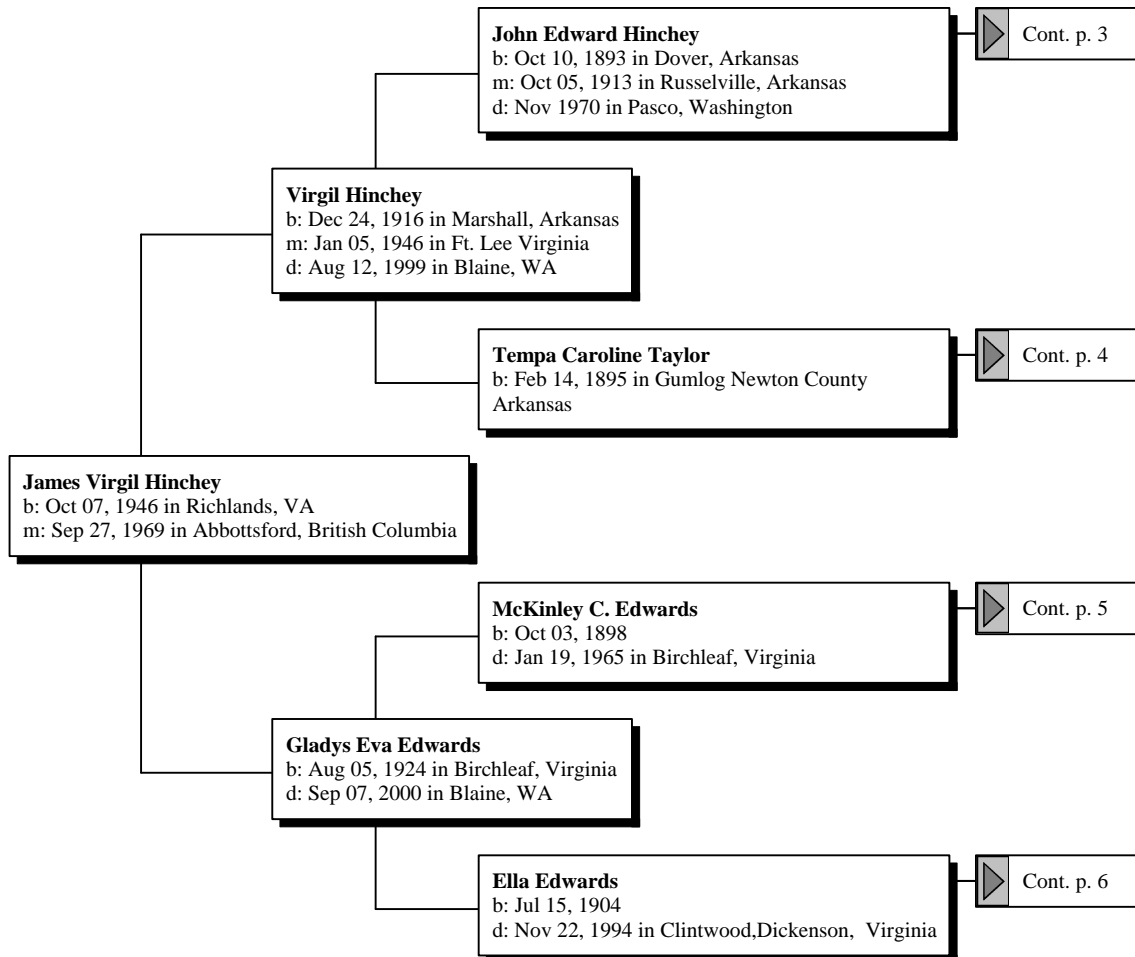 John Edward Hinchey
b: Oct 10, 1893 in Dover, Arkansas
m: Oct 05, 1913 in Russelville, Arkansas
d: Nov 1970 in Pasco, Washington
Cont. p. 3
Virgil Hinchey
b: Dec 24, 1916 in Marshall, Arkansas
m: Jan 05, 1946 in Ft. Lee Virginia
d: Aug 12, 1999 in Blaine, WA
Tempa Caroline Taylor
b: Feb 14, 1895 in Gumlog Newton County
Arkansas
Cont. p. 4
James Virgil Hinchey
b: Oct 07, 1946 in Richlands, VA
m: Sep 27, 1969 in Abbottsford, British Columbia
McKinley C. Edwards
b: Oct 03, 1898
d: Jan 19, 1965 in Birchleaf, Virginia
Cont. p. 5
Gladys Eva Edwards
b: Aug 05, 1924 in Birchleaf, Virginia
d: Sep 07, 2000 in Blaine, WA
Ella Edwards
b: Jul 15, 1904
d: Nov 22, 1994 in Clintwood,Dickenson,  Virginia
Cont. p. 6